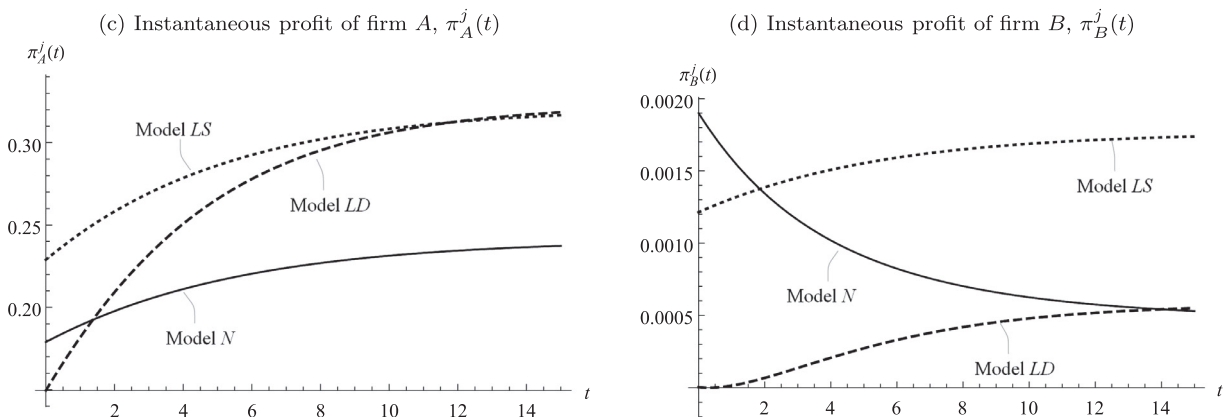 (c) Instantaneous profit of firm A, π_A^j(t)
π_A^j(t)
0.30
0.25
0.20
Model LS
Model LD
Model N
2 4 6 8 10 12 14 t
(d) Instantaneous profit of firm B, π_B^j(t)
π_B^j(t)
0.0020
0.0015
0.0010
0.0005
Model LS
Model N
Model LD
2 4 6 8 10 12 14 t